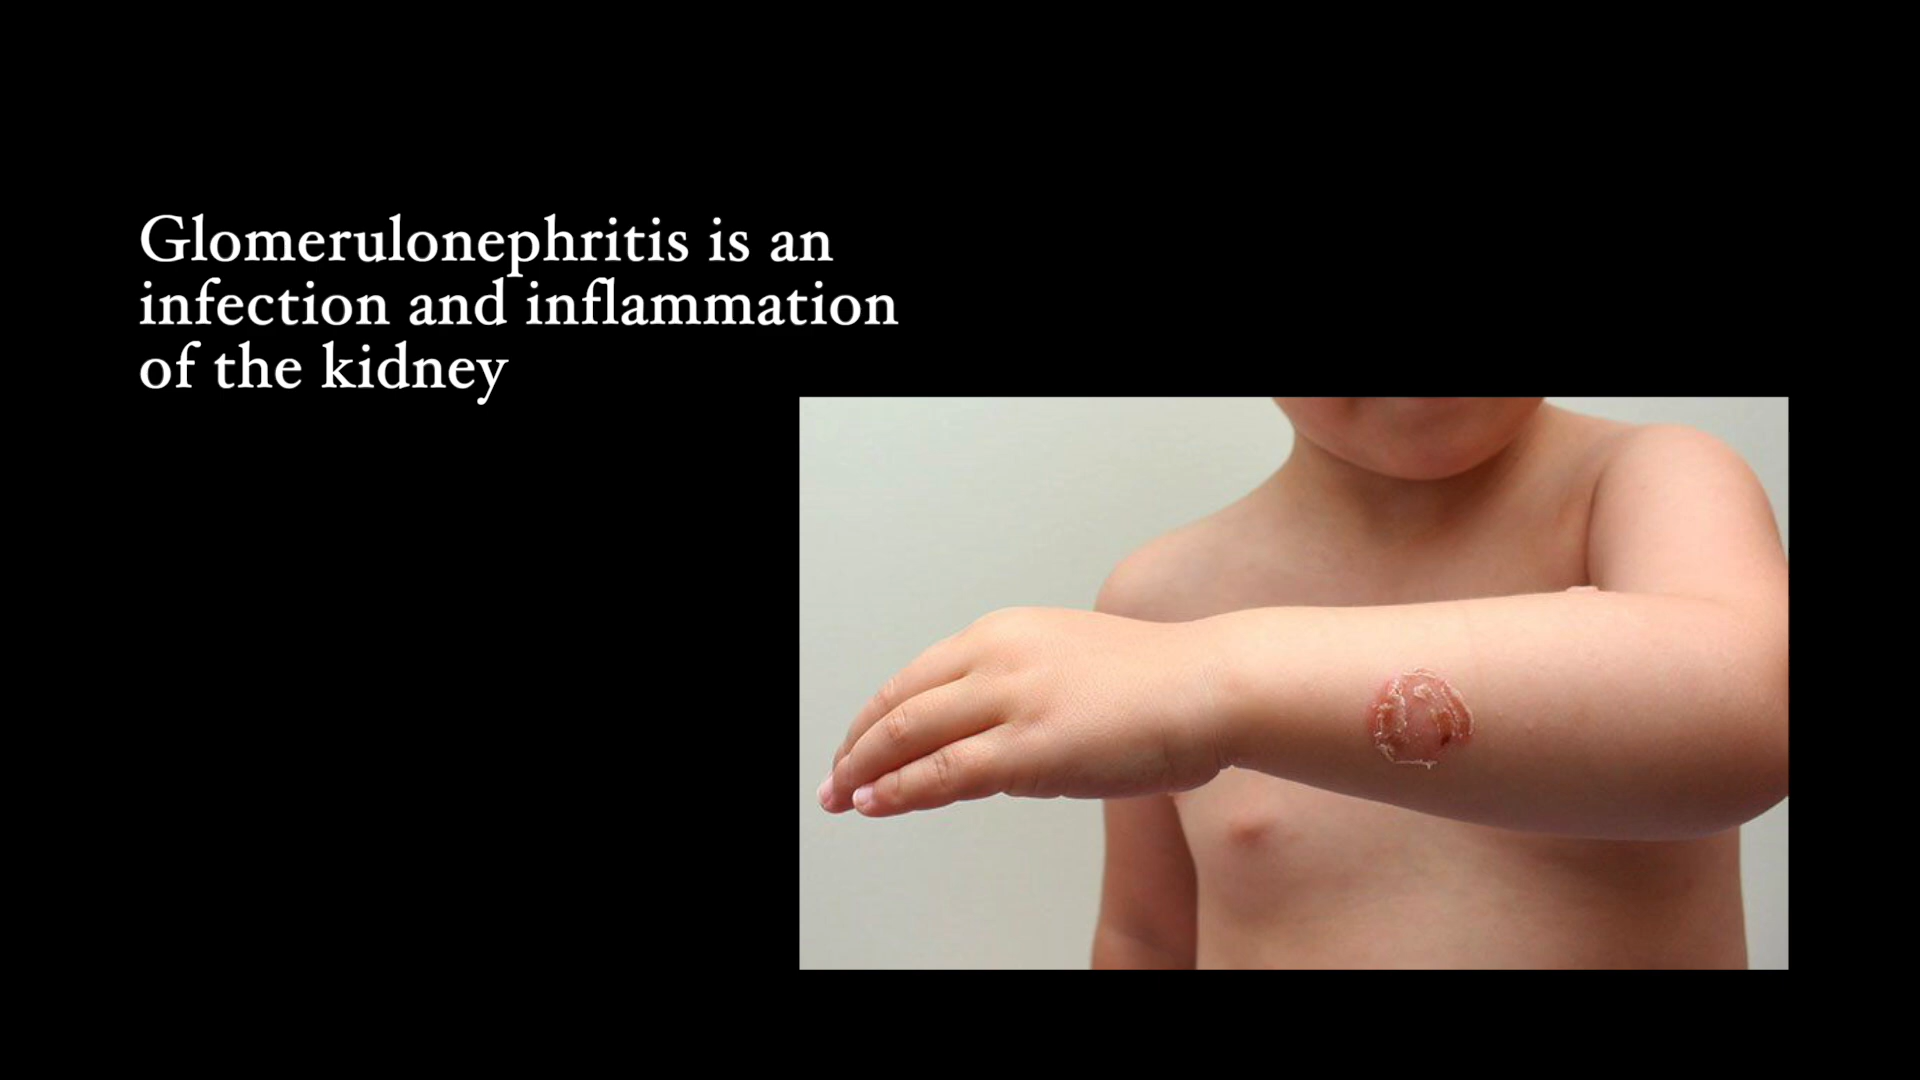 Glomerulonephritis is an
infection and inflammation
of the kidney